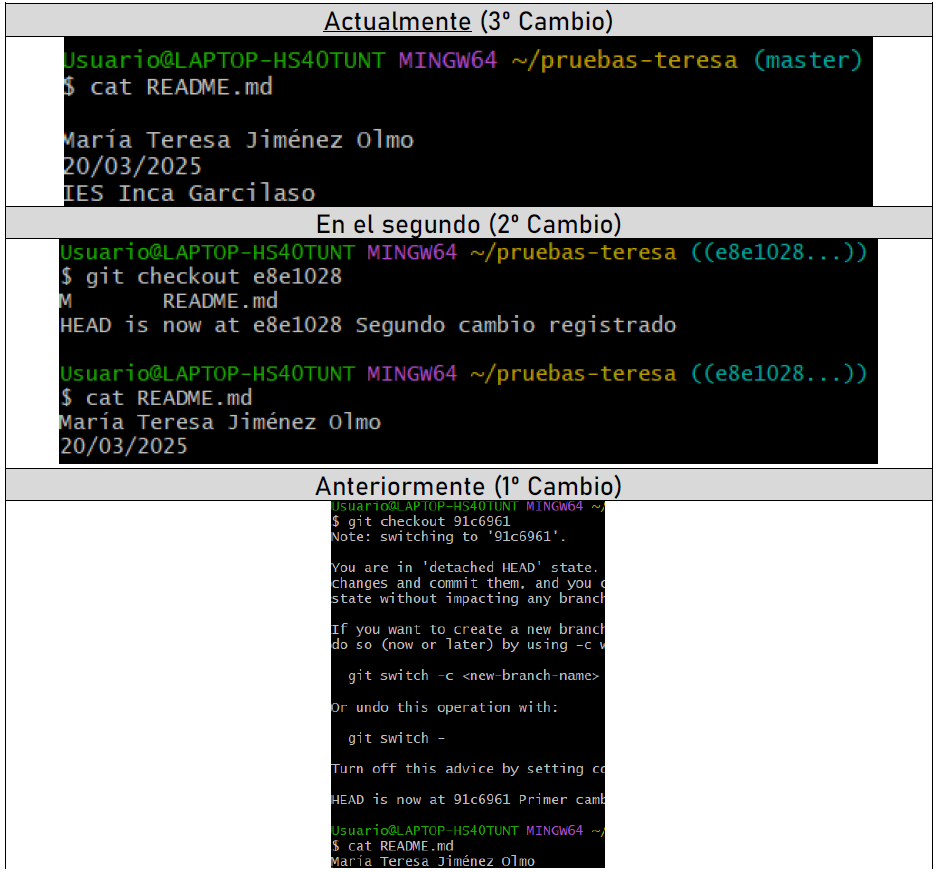 Actualmente (3º Cambio)
Usuario@LAPTOP-HS4OTUNT MINGW64 ~/pruebas-teresa (master)
$ cat README.md
María Teresa Jiménez Olmo
20/03/2025
IES Inca Garcilaso
En el segundo (2º Cambio)
Usuario@LAPTOP-HS4OTUNT MINGW64 ~/pruebas-teresa ((e8e1028...))
$ git checkout e8e1028
M       README.md
HEAD is now at e8e1028 Segundo cambio registrado
Usuario@LAPTOP-HS4OTUNT MINGW64 ~/pruebas-teresa ((e8e1028...))
$ cat README.md
María Teresa Jiménez Olmo
20/03/2025
Anteriormente (1º Cambio)
Usuario@LAPTOP-HS4OTUNT MINGW64 ~/
$ git checkout 91c6961
Note: switching to '91c6961'.
You are in 'detached HEAD' state.
changes and commit them, and you
state without impacting any branch
If you want to create a new branch
do so (now or later) by using -c
git switch -c <new-branch-name>
Or undo this operation with:
git switch -
Turn off this advice by setting
HEAD is now at 91c6961 Primer
Usuario@LAPTOP-HS4OTUNT MINGW64 ~/
$ cat README.md
María Teresa Jiménez Olmo